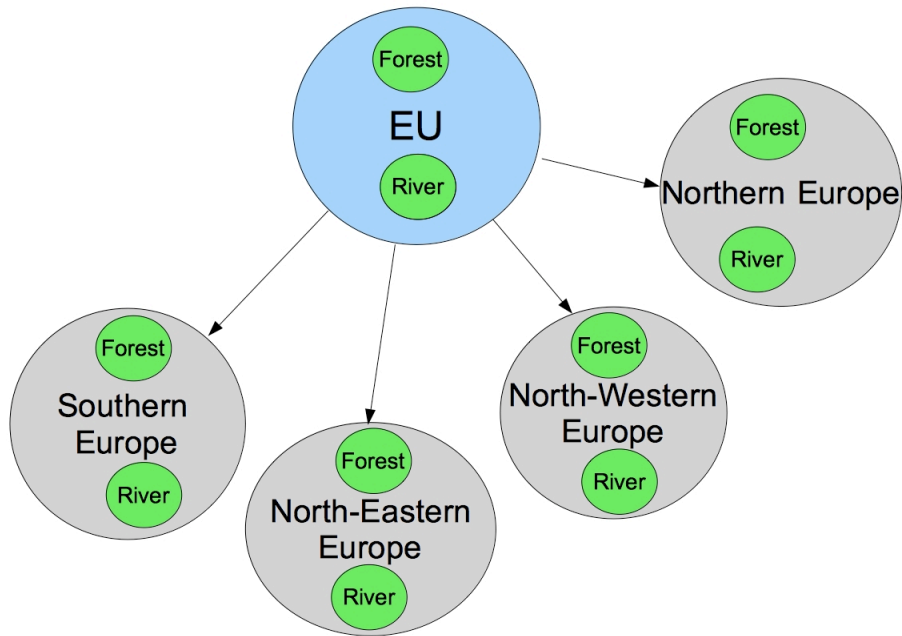 Forest
EU
River
Forest
Northern Europe
River
Forest
Southern
Europe
River
Forest
North-Eastern
Europe
River
Forest
North-Western
Europe
River